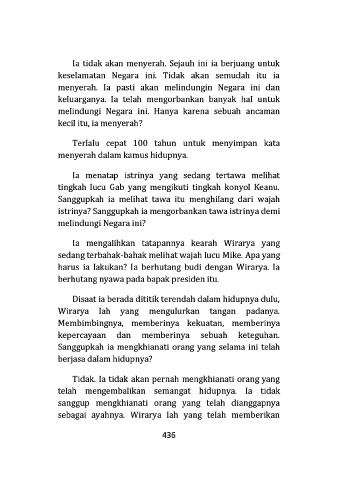 Ia tidak akan menyerah. Sejauh ini ia berjuang untuk
keselamatan Negara ini. Tidak akan semudah itu ia
menyerah. Ia pasti akan melindungin Negara ini dan
keluarganya. Ia telah mengorbankan banyak hal untuk
melindungi Negara ini. Hanya karena sebuah ancaman
kecil itu, ia menyerah?
Terlalu cepat 100 tahun untuk menyimpan kata
menyerah dalam kamus hidupnya.
Ia menatap istrinya yang sedang tertawa melihat
tingkah lucu Gab yang mengikuti tingkah konyol Keanu.
Sanggupkah ia melihat tawa itu menghilang dari wajah
istrinya? Sanggupkah ia mengorbankan tawa istrinya demi
melindungi Negara ini?
Ia mengalihkan tatapannya kearah Wirarya yang
sedang terbahak-bahak melihat wajah lucu Mike. Apa yang
harus ia lakukan? Ia berhutang budi dengan Wirarya. Ia
berhutang nyawa pada bapak presiden itu.
Disaat ia berada dititik terendah dalam hidupnya dulu,
Wirarya lah yang mengulurkan tangan padanya.
Membimbingnya, memberinya kekuatan, memberinya
kepercayaan dan memberinya sebuah keteguhan.
Sanggupkah ia mengkhianati orang yang selama ini telah
berjasa dalam hidupnya?
Tidak. Ia tidak akan pernah mengkhianati orang yang
telah mengembalikan semangat hidupnya. Ia tidak
sanggup mengkhianati orang yang telah dianggapnya
sebagai ayahnya. Wirarya lah yang telah memberikan
436